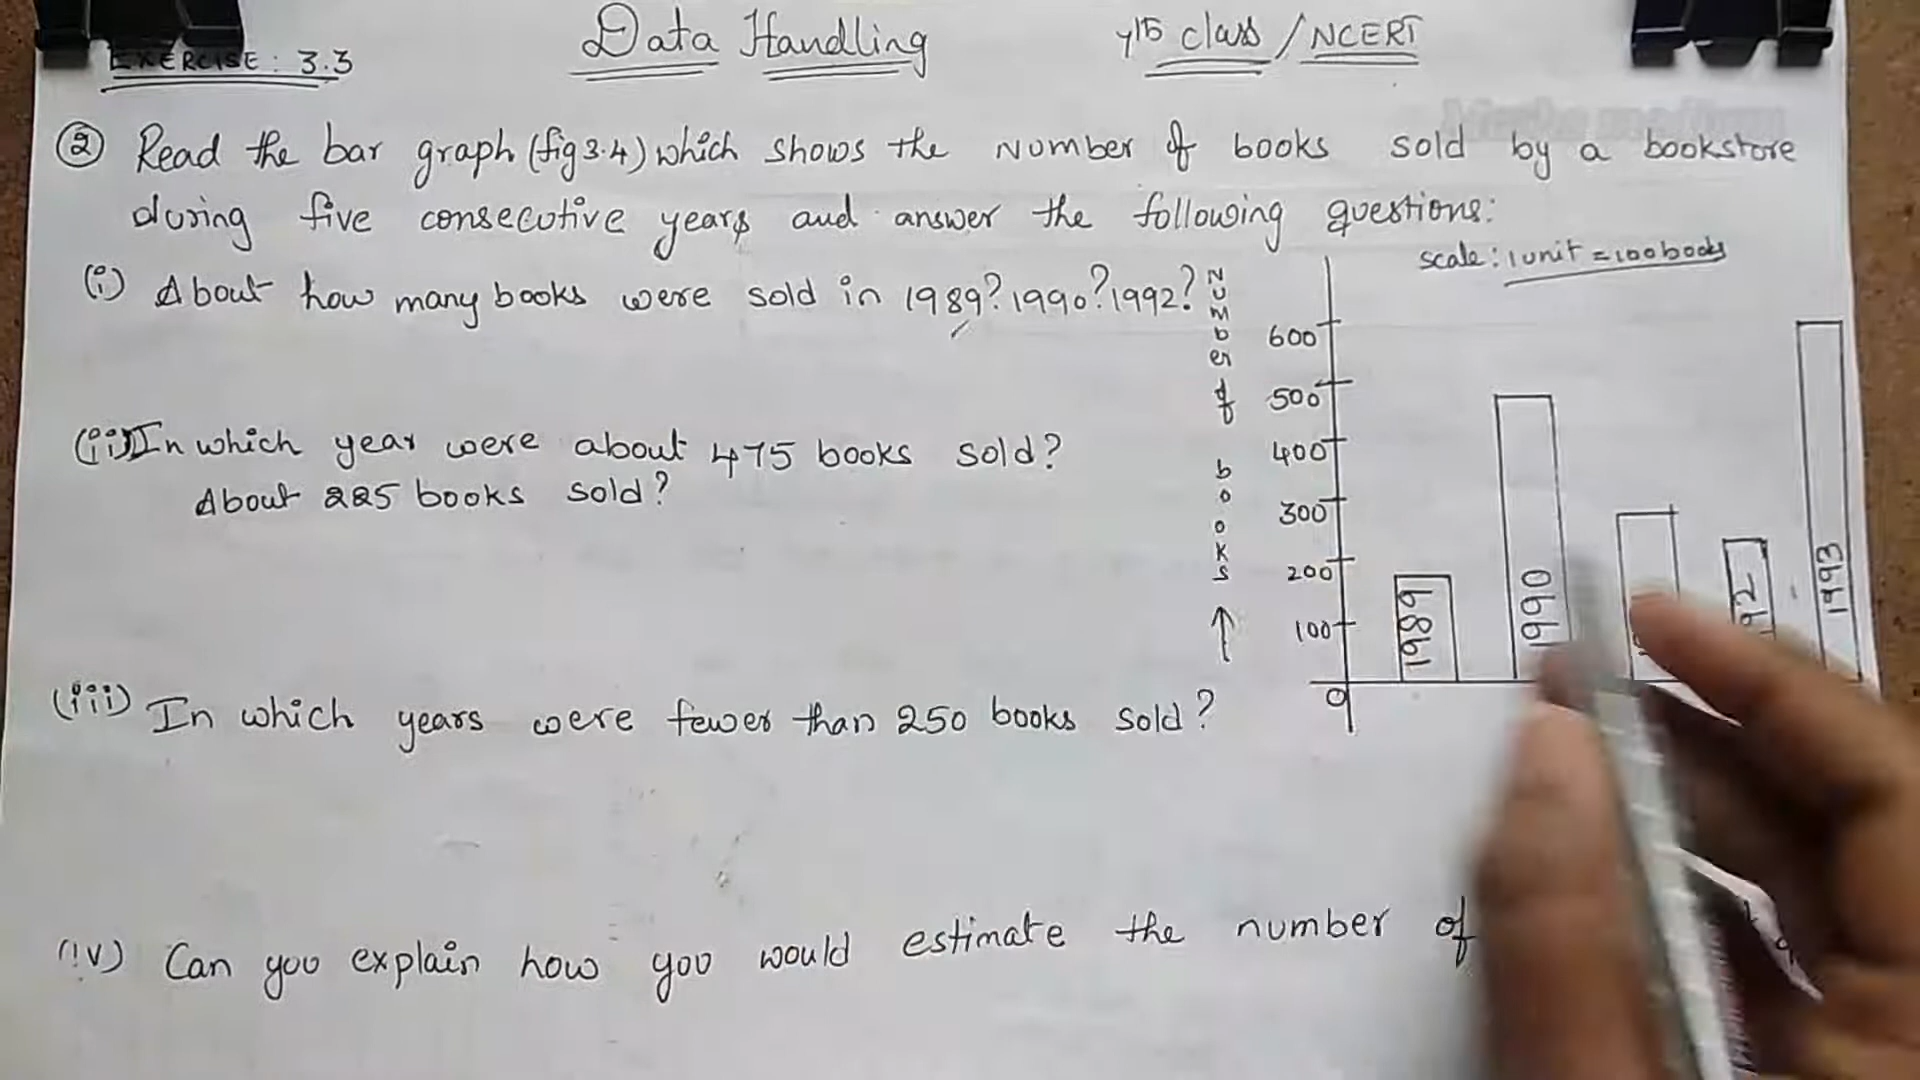 EXERCISE: 3.3
Data Handling
7th class / NCERT
② Read the bar graph (fig 3.4) which shows the Number of books sold by a bookstore
during five consecutive years and answer the following questions:
scale: 1 unit = 100 books
(i) About how many books were sold in 1989? 1990? 1992?
(ii) In which year were about 475 books sold?
About 225 books sold?
(iii) In which years were fewer than 250 books sold?
(iv) Can you explain how you would estimate the number of
Number of books
600
500
400
300
200
100
0
1989
1990
92
1993